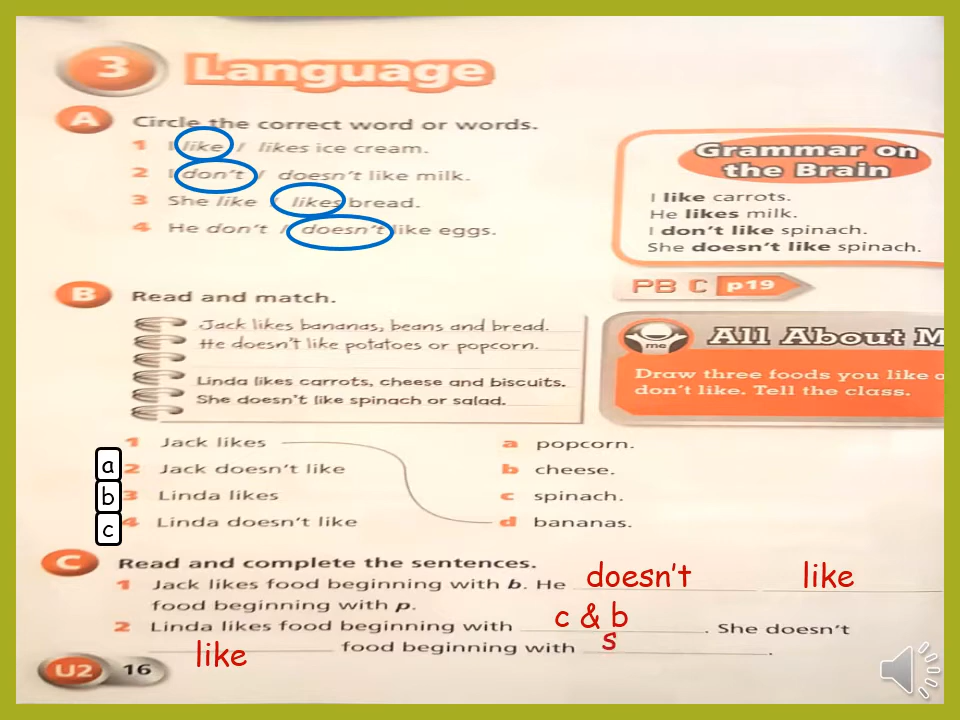 3 Language
A Circle the correct word or words.
1 I like / likes ice cream.
2 I don't / doesn't like milk.
3 She like / likes bread.
4 He don't / doesn't like eggs.
Grammar on
the Brain
I like carrots.
He likes milk.
I don't like spinach.
She doesn't like spinach.
PB C p19
B Read and match.
Jack likes bananas, beans and bread.
He doesn't like potatoes or popcorn.
Linda likes carrots, cheese and biscuits.
She doesn't like spinach or salad.
me All About M
Draw three foods you like
don't like. Tell the class.
1 Jack likes
a 2 Jack doesn't like
b 3 Linda likes
c 4 Linda doesn't like
a popcorn.
b cheese.
c spinach.
d bananas.
C Read and complete the sentences.
1 Jack likes food beginning with b. He doesn't like
food beginning with p.
2 Linda likes food beginning with c & b . She doesn't
like food beginning with s .
U2 16